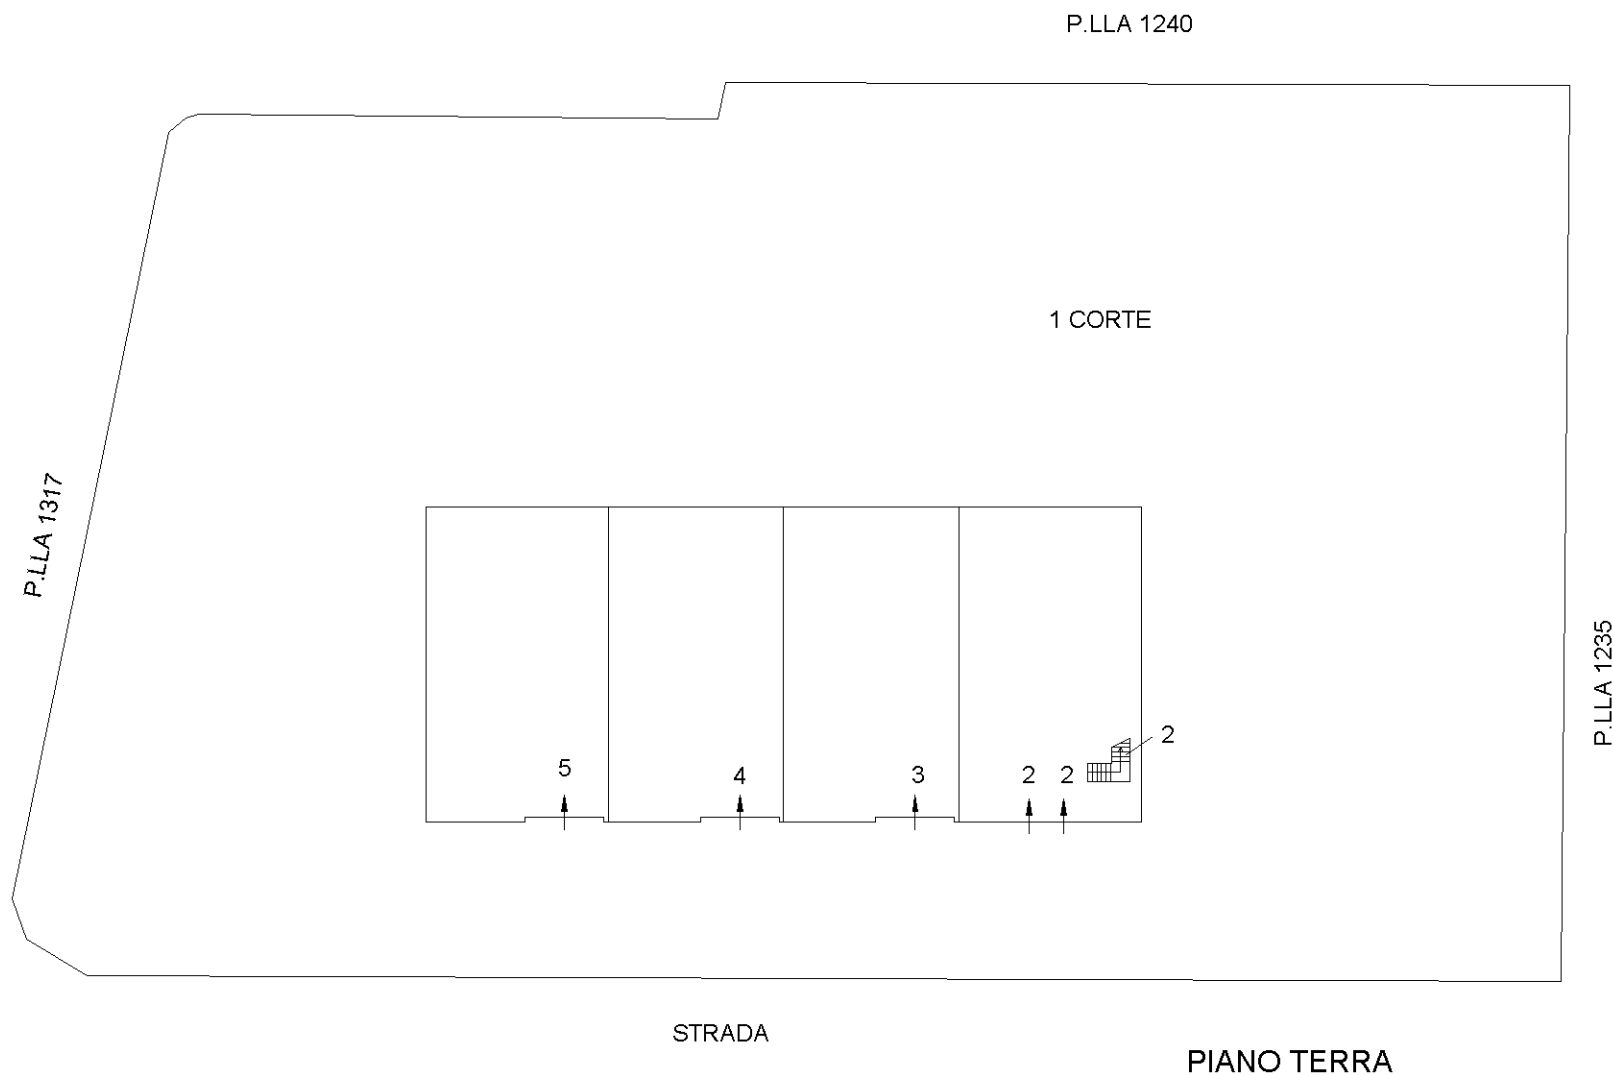 P.LLA 1240
1 CORTE
P.LLA 1317
P.LLA 1235
2
5
4
3
2
2
STRADA
PIANO TERRA